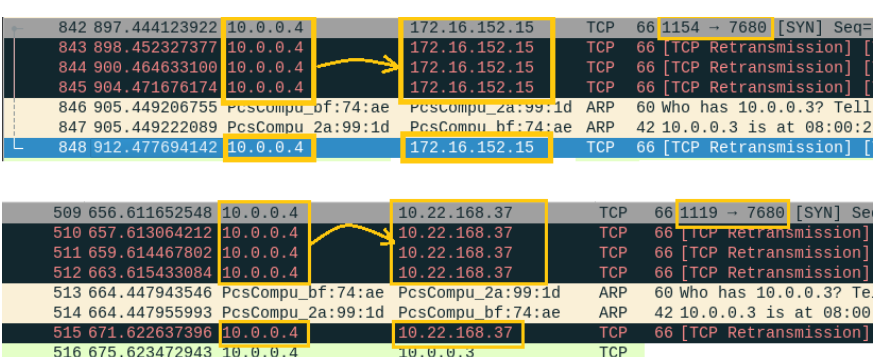 842 897.444123922 10.0.0.4 172.16.152.15 TCP 66 1154 → 7680 [SYN] Seq=
843 898.452327377 10.0.0.4 172.16.152.15 TCP 66 [TCP Retransmission] [
844 900.464633100 10.0.0.4 172.16.152.15 TCP 66 [TCP Retransmission] [
845 904.471676174 10.0.0.4 172.16.152.15 TCP 66 [TCP Retransmission] [
846 905.449206755 PcsCompu_bf:74:ae PcsCompu_2a:99:1d ARP 60 Who has 10.0.0.3? Tell
847 905.449222089 PcsCompu_2a:99:1d PcsCompu_bf:74:ae ARP 42 10.0.0.3 is at 08:00:2
848 912.477694142 10.0.0.4 172.16.152.15 TCP 66 [TCP Retransmission] [
509 656.611652548 10.0.0.4 10.22.168.37 TCP 66 1119 → 7680 [SYN] Se
510 657.613064212 10.0.0.4 10.22.168.37 TCP 66 [TCP Retransmission]
511 659.614467802 10.0.0.4 10.22.168.37 TCP 66 [TCP Retransmission]
512 663.615433084 10.0.0.4 10.22.168.37 TCP 66 [TCP Retransmission]
513 664.447943546 PcsCompu_bf:74:ae PcsCompu_2a:99:1d ARP 60 Who has 10.0.0.3? Te
514 664.447955993 PcsCompu_2a:99:1d PcsCompu_bf:74:ae ARP 42 10.0.0.3 is at 08:00
515 671.622637396 10.0.0.4 10.22.168.37 TCP 66 [TCP Retransmission]
516 675.623472943 10.0.0.4 10.0.0.3 TCP